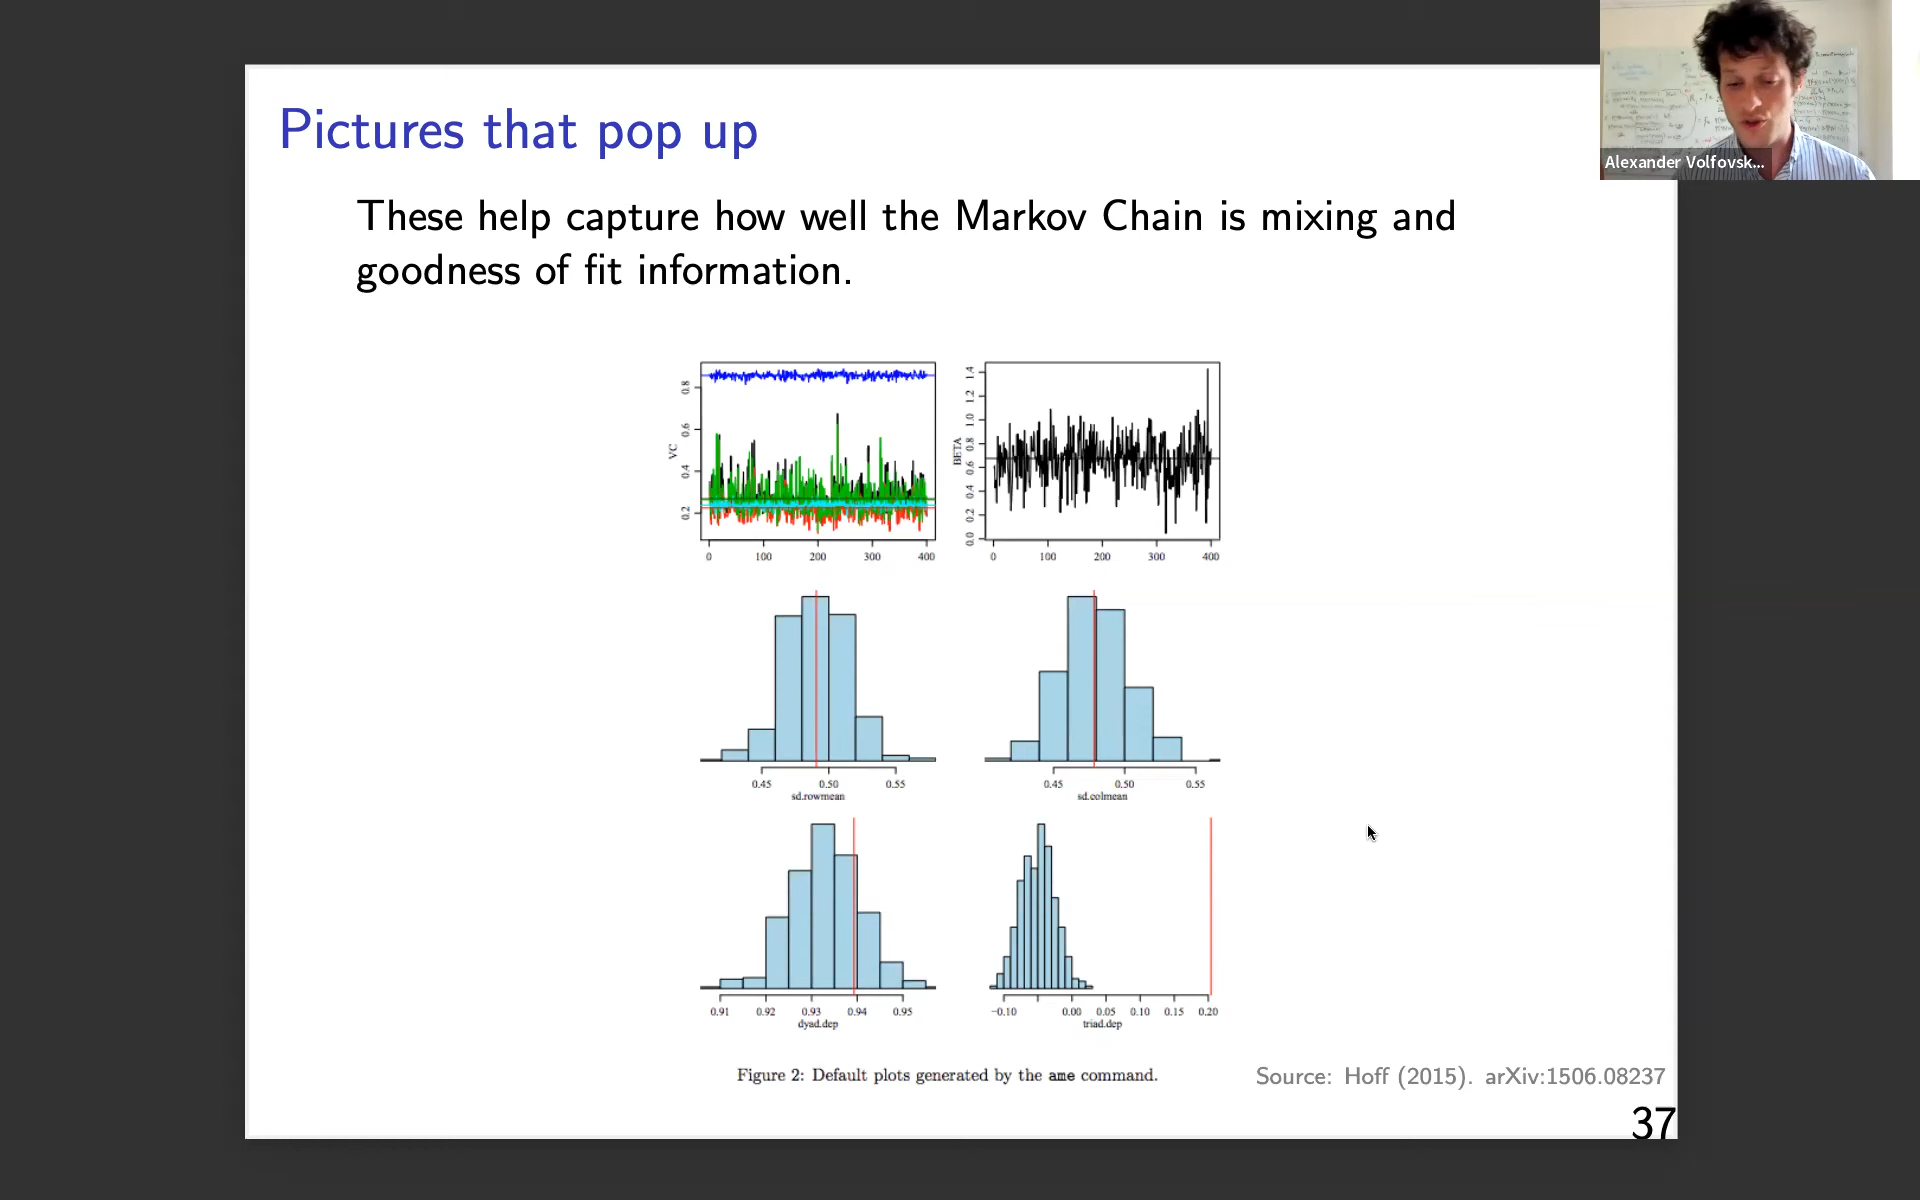 Pictures that pop up
Alexander Volfovsk...
These help capture how well the Markov Chain is mixing and
goodness of fit information.
VC
0.2 0.4 0.6 0.8
0 100 200 300 400
BETA
0.0 0.2 0.4 0.6 0.8 1.0 1.2 1.4
0 100 200 300 400
0.45 0.50 0.55
sd.rowmean
0.45 0.50 0.55
sd.colmean
0.91 0.92 0.93 0.94 0.95
dyad.dep
−0.10 0.00 0.05 0.10 0.15 0.20
triad.dep
Figure 2: Default plots generated by the ame command.
Source: Hoff (2015). arXiv:1506.08237
37